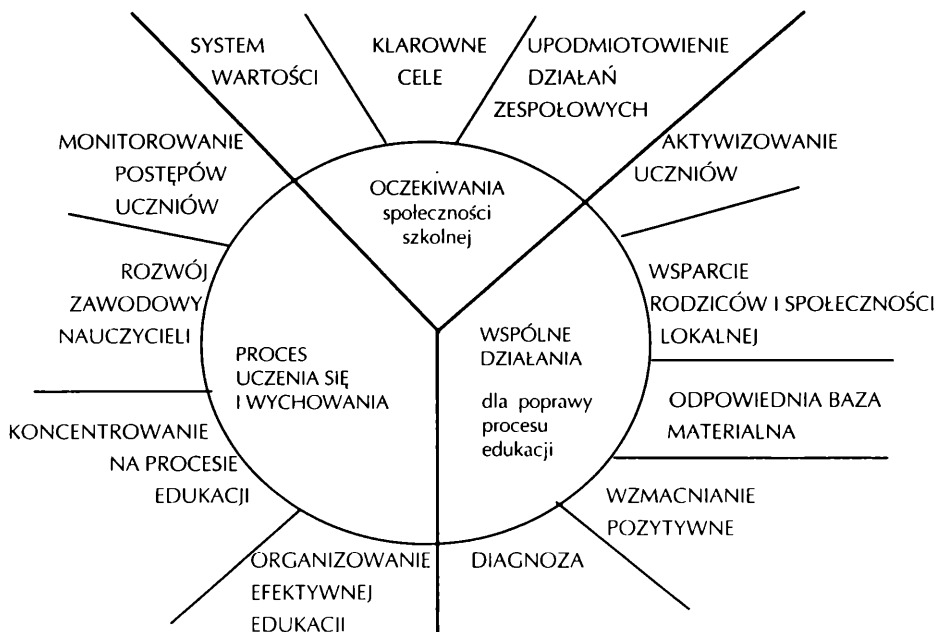 SYSTEM
WARTOŚCI
KLAROWNE
CELE
UPODMIOTOWIENIE
DZIAŁAŃ
ZESPOŁOWYCH
MONITOROWANIE
POSTĘPÓW
UCZNIÓW
AKTYWIZOWANIE
UCZNIÓW
OCZEKIWANIA
społeczności
szkolnej
ROZWÓJ
ZAWODOWY
NAUCZYCIELI
WSPARCIE
RODZICÓW I SPOŁECZNOŚCI
LOKALNEJ
PROCES
UCZENIA SIĘ
I WYCHOWANIA
WSPÓLNE
DZIAŁANIA
dla poprawy
procesu
edukacji
ODPOWIEDNIA BAZA
MATERIALNA
KONCENTROWANIE
NA PROCESIE
EDUKACJI
WZMACNIANIE
POZYTYWNE
ORGANIZOWANIE
EFEKTYWNEJ
EDUKACJI
DIAGNOZA